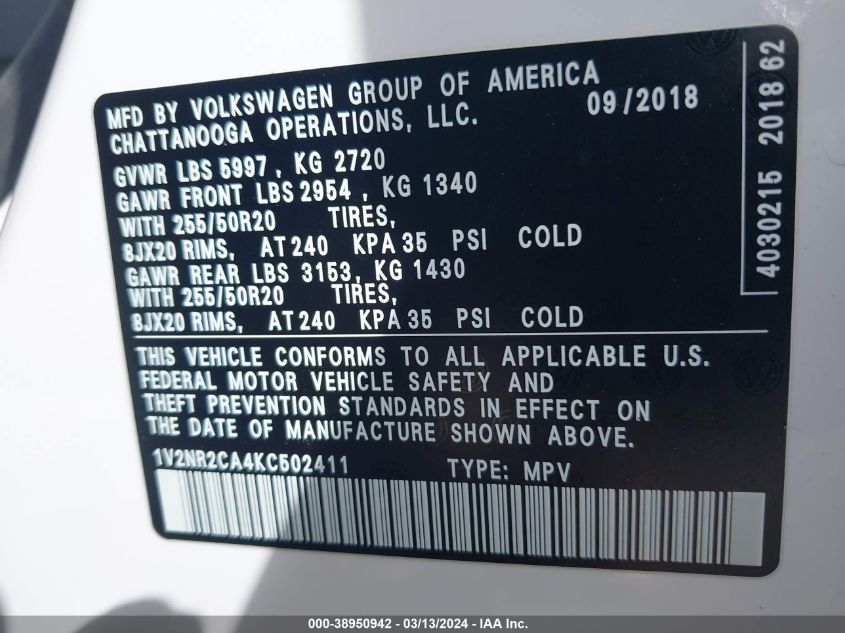 MFD BY VOLKSWAGEN GROUP OF AMERICA
CHATTANOOGA OPERATIONS, LLC. 09/2018
GVWR LBS 5997, KG 2720
GAWR FRONT LBS 2954, KG 1340
WITH 255/50R20 TIRES,
8JX20 RIMS, AT 240 KPA 35 PSI COLD
GAWR REAR LBS 3153, KG 1430
WITH 255/50R20 TIRES,
8JX20 RIMS, AT 240 KPA 35 PSI COLD
THIS VEHICLE CONFORMS TO ALL APPLICABLE U.S.
FEDERAL MOTOR VEHICLE SAFETY AND
THEFT PREVENTION STANDARDS IN EFFECT ON
THE DATE OF MANUFACTURE SHOWN ABOVE.
1V2NR2CA4KC502411 TYPE: MPV
4030215 2018 62
000-38950942 - 03/13/2024 - IAA Inc.